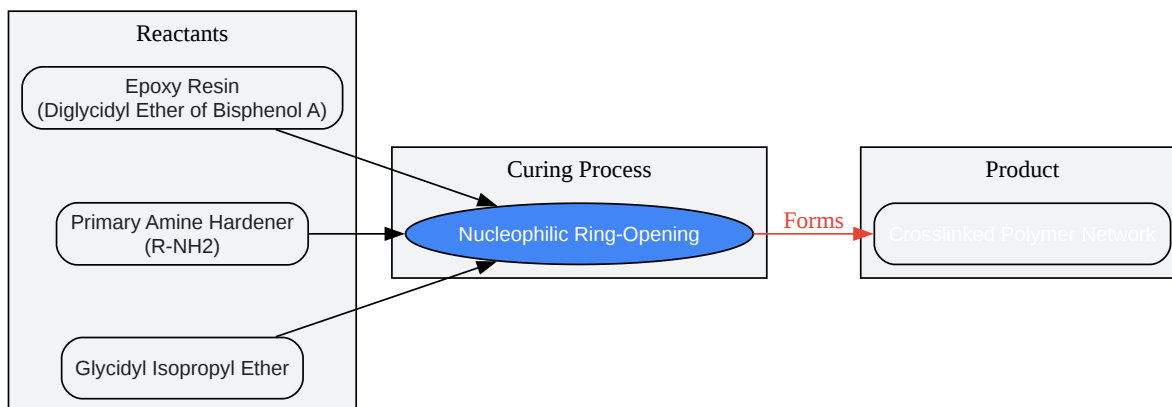 Reactants
Epoxy Resin
(Diglycidyl Ether of Bisphenol A)
Primary Amine Hardener
(R-NH2)
Glycidyl Isopropyl Ether
Curing Process
Nucleophilic Ring-Opening
Forms
Product
Crosslinked Polymer Network